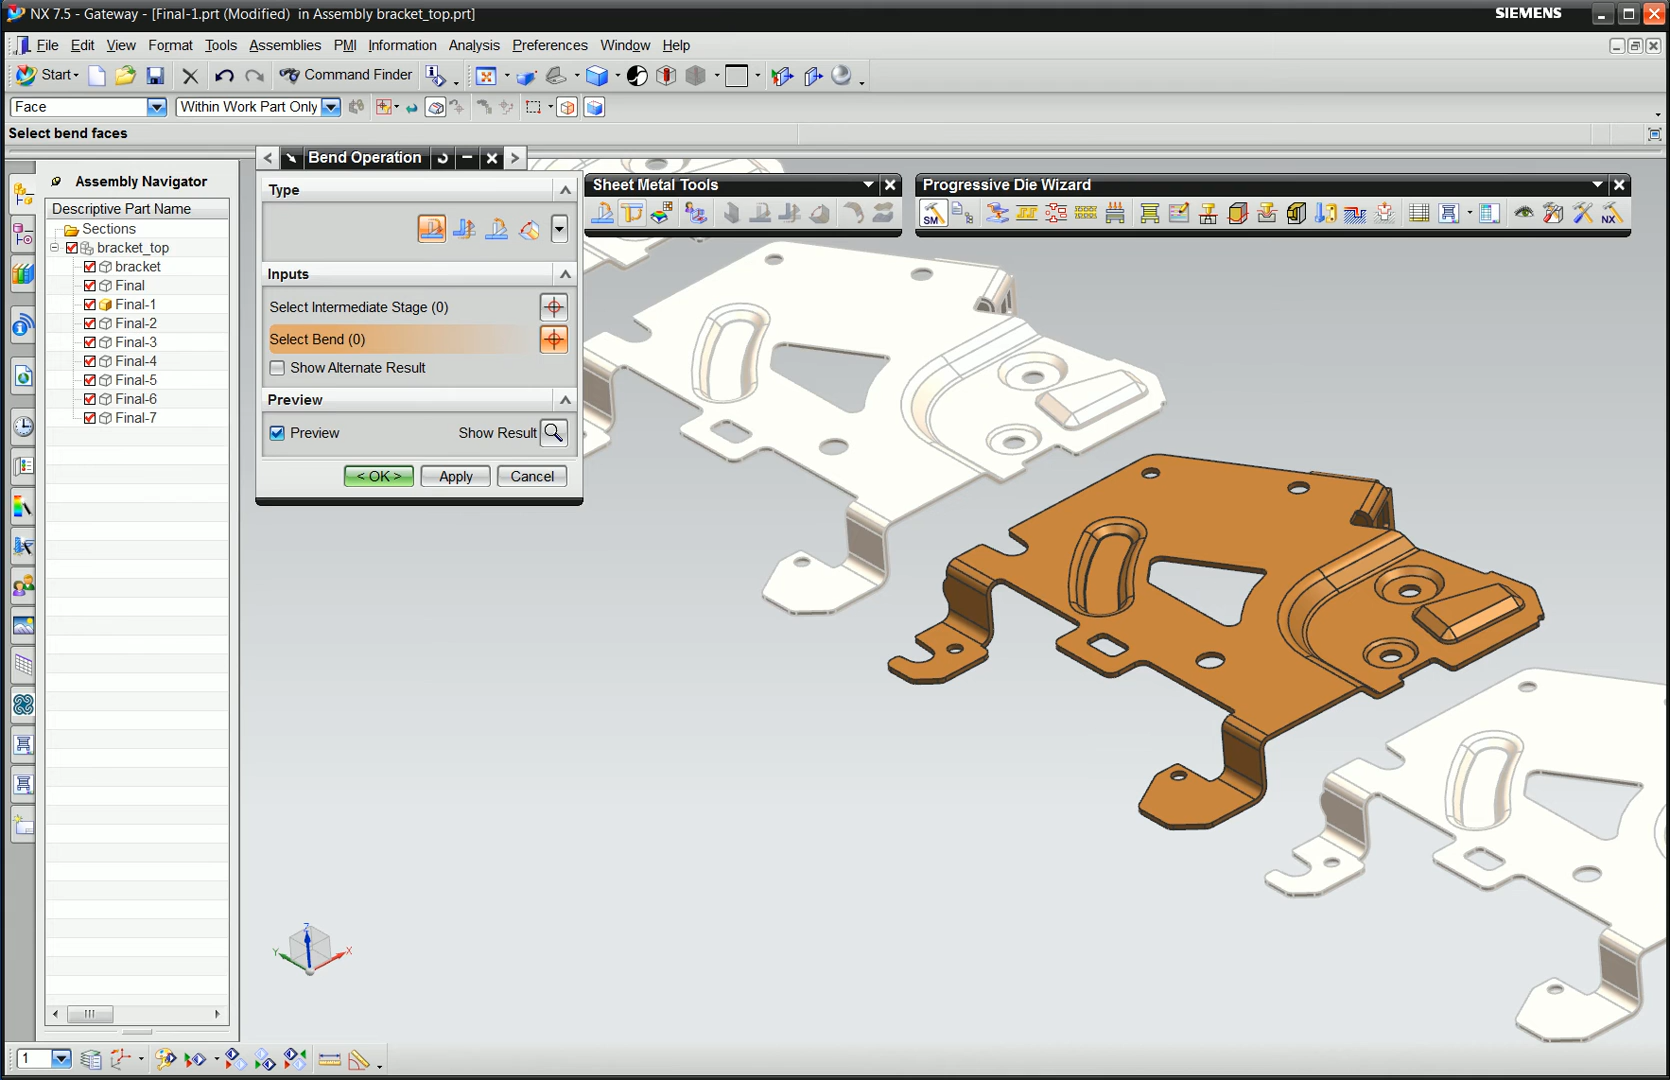 NX 7.5 - Gateway - [Final-1.prt (Modified)  in Assembly bracket_top.prt]
SIEMENS
File Edit View Format Tools Assemblies PMI Information Analysis Preferences Window Help
Start Command Finder
Face Within Work Part Only
Select bend faces
Bend Operation
Assembly Navigator
Descriptive Part Name
Sections
bracket_top
bracket
Final
Final-1
Final-2
Final-3
Final-4
Final-5
Final-6
Final-7
Type
Inputs
Select Intermediate Stage (0)
Select Bend (0)
Show Alternate Result
Preview
Preview Show Result
< OK > Apply Cancel
Sheet Metal Tools
Progressive Die Wizard
SM NX
Z
Y X
1